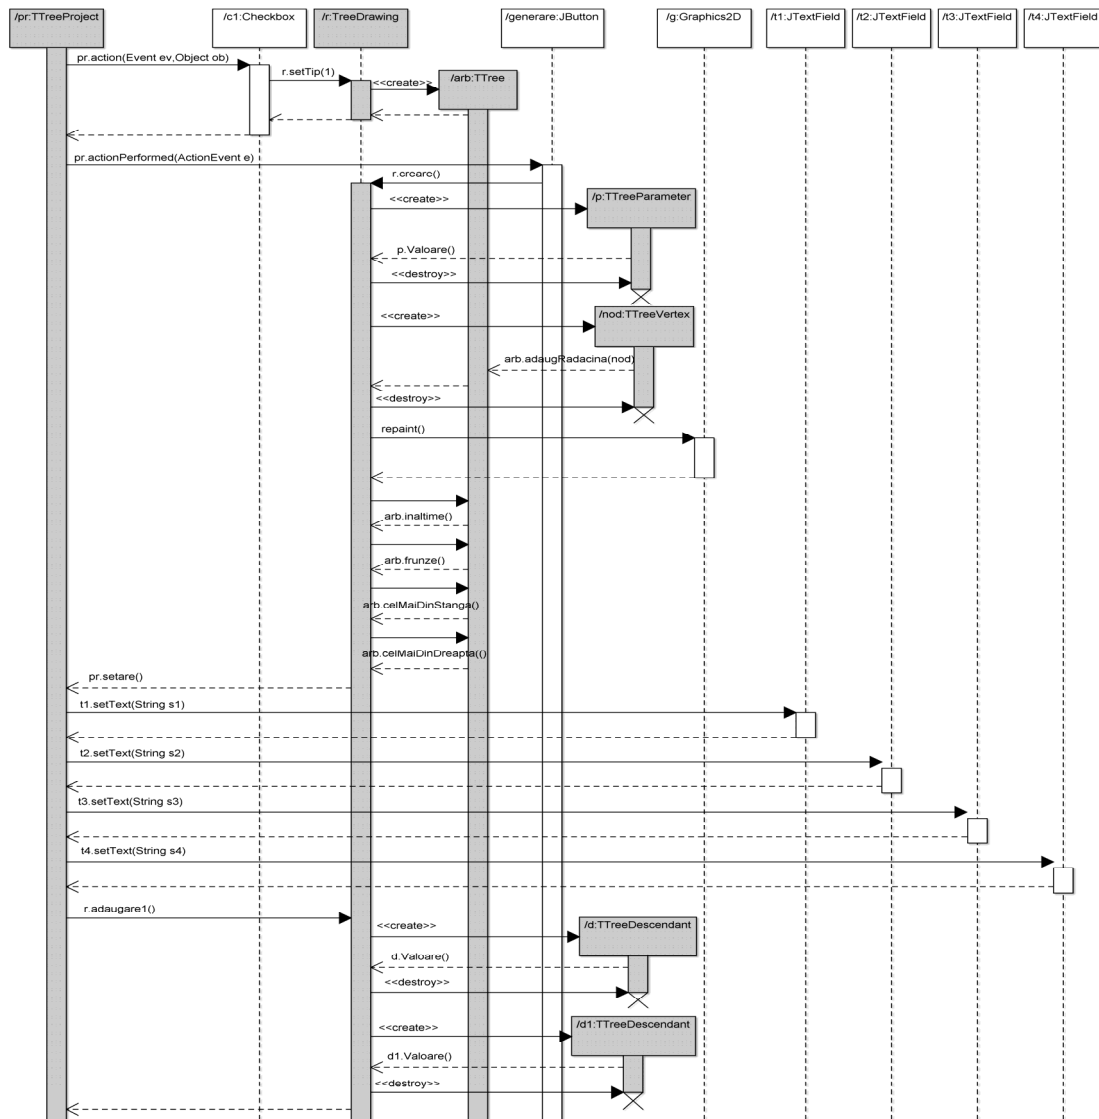 /pr:TTreeProject
/c1:Checkbox
/r:TreeDrawing
/generare:JButton
/g:Graphics2D
/t1:JTextField
/t2:JTextField
/t3:JTextField
/t4:JTextField
pr.action(Event ev,Object ob)
r.setTip(1)
<<create>>
/arb:TTree
pr.actionPerformed(ActionEvent e)
<<create>>
/p:TTreeParameter
p.Valoare()
<<destroy>>
<<create>>
/nod:TTreeVertex
arb.adaugRadacina(nod)
<<destroy>>
repaint()
arb.inaltime()
arb.frunze()
arb.celMaiDinStanga()
arb.celMaiDinDreapta(()
pr.setare()
t1.setText(String s1)
t2.setText(String s2)
t3.setText(String s3)
t4.setText(String s4)
r.adaugare1()
<<create>>
/d:TTreeDescendant
d.Valoare()
<<destroy>>
<<create>>
/d1:TTreeDescendant
d1.Valoare()
<<destroy>>